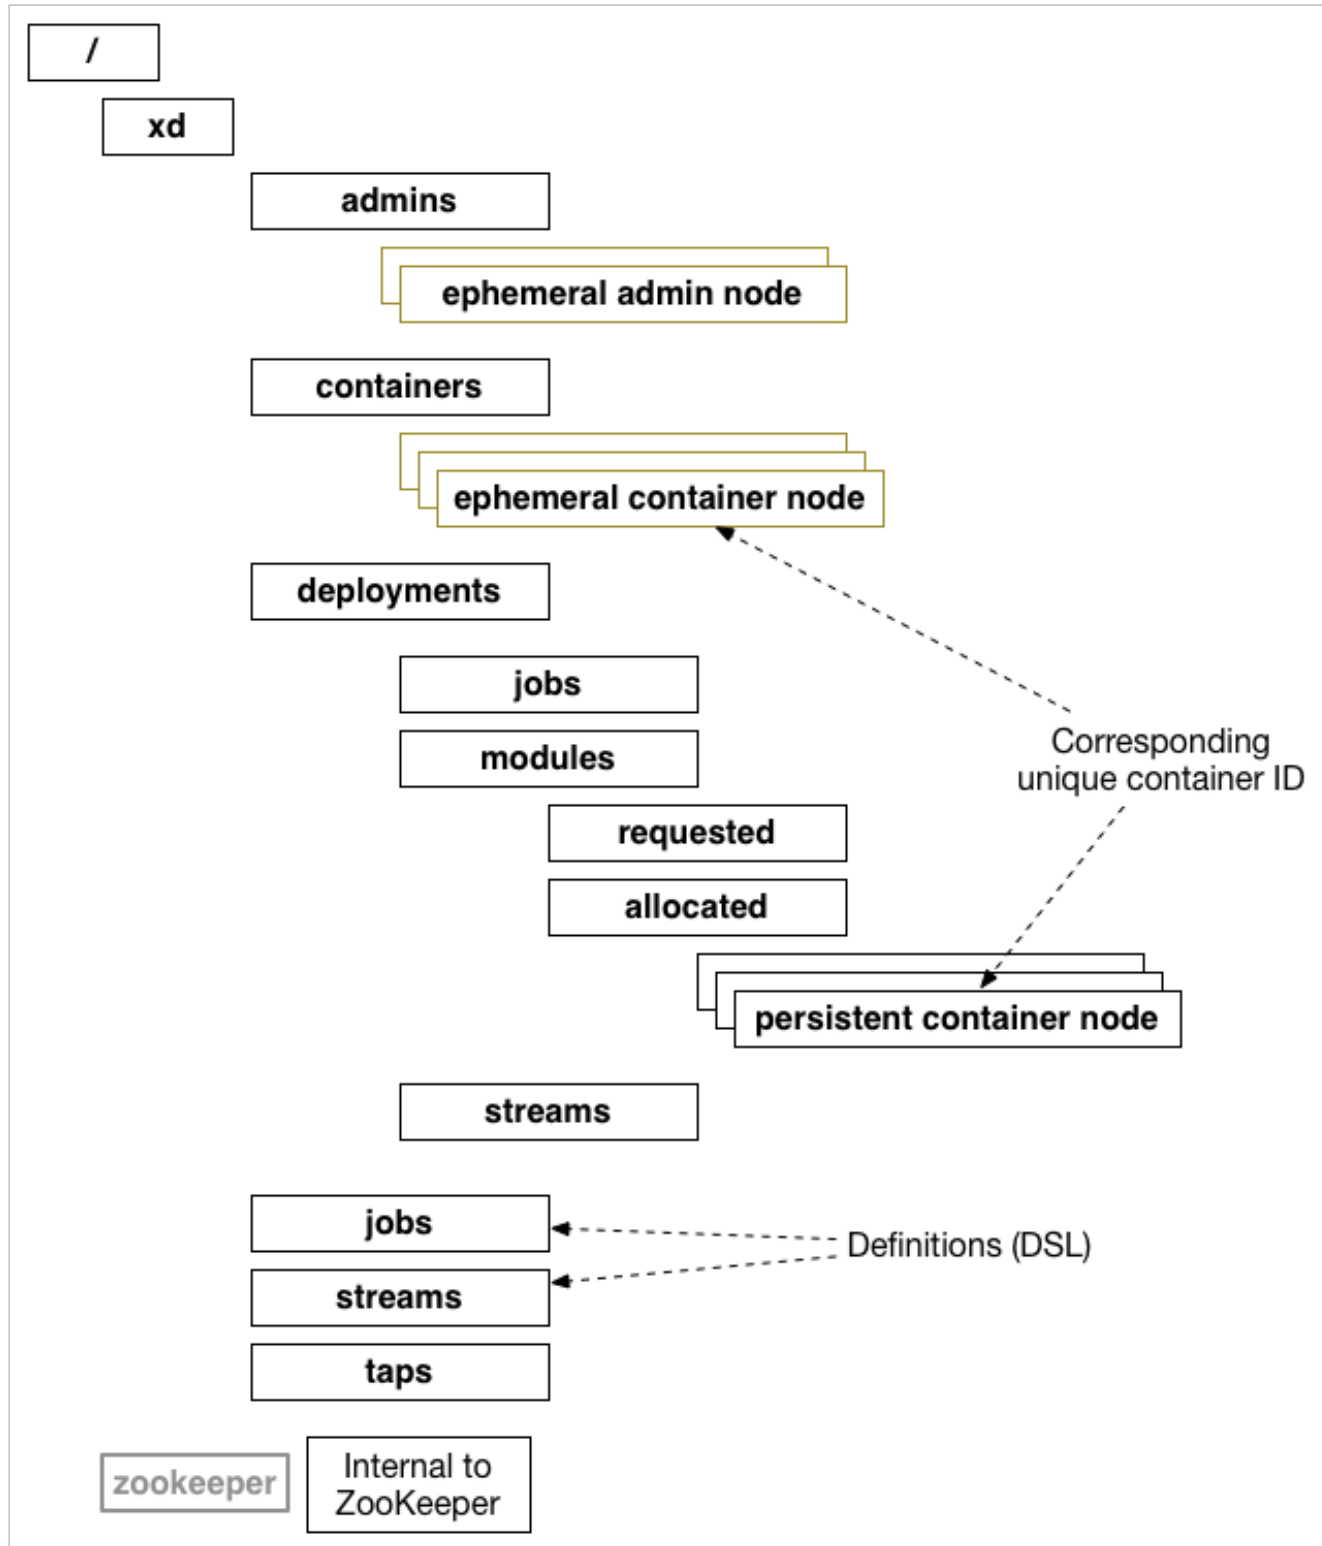 /
xd
admins
ephemeral admin node
containers
ephemeral container node
deployments
jobs
modules
Corresponding
unique container ID
requested
allocated
persistent container node
streams
jobs
Definitions (DSL)
streams
taps
zookeeper
Internal to
ZooKeeper